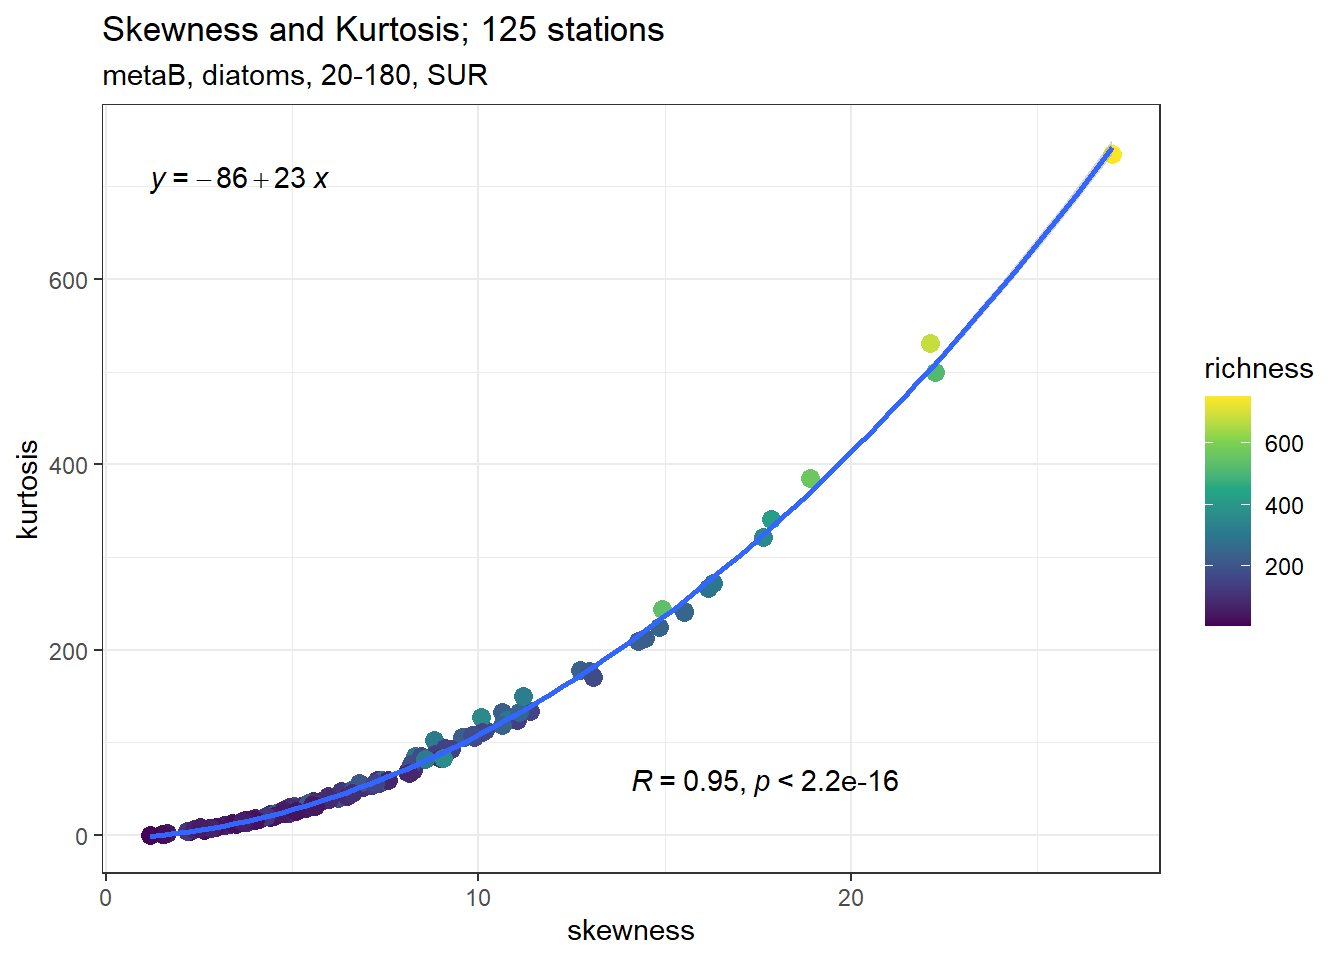 Skewness and Kurtosis; 125 stations
metaB, diatoms, 20-180, SUR
y = −86 + 23 x
R = 0.95, p < 2.2e-16
kurtosis
600
400
200
0
0
10
20
skewness
richness
600
400
200